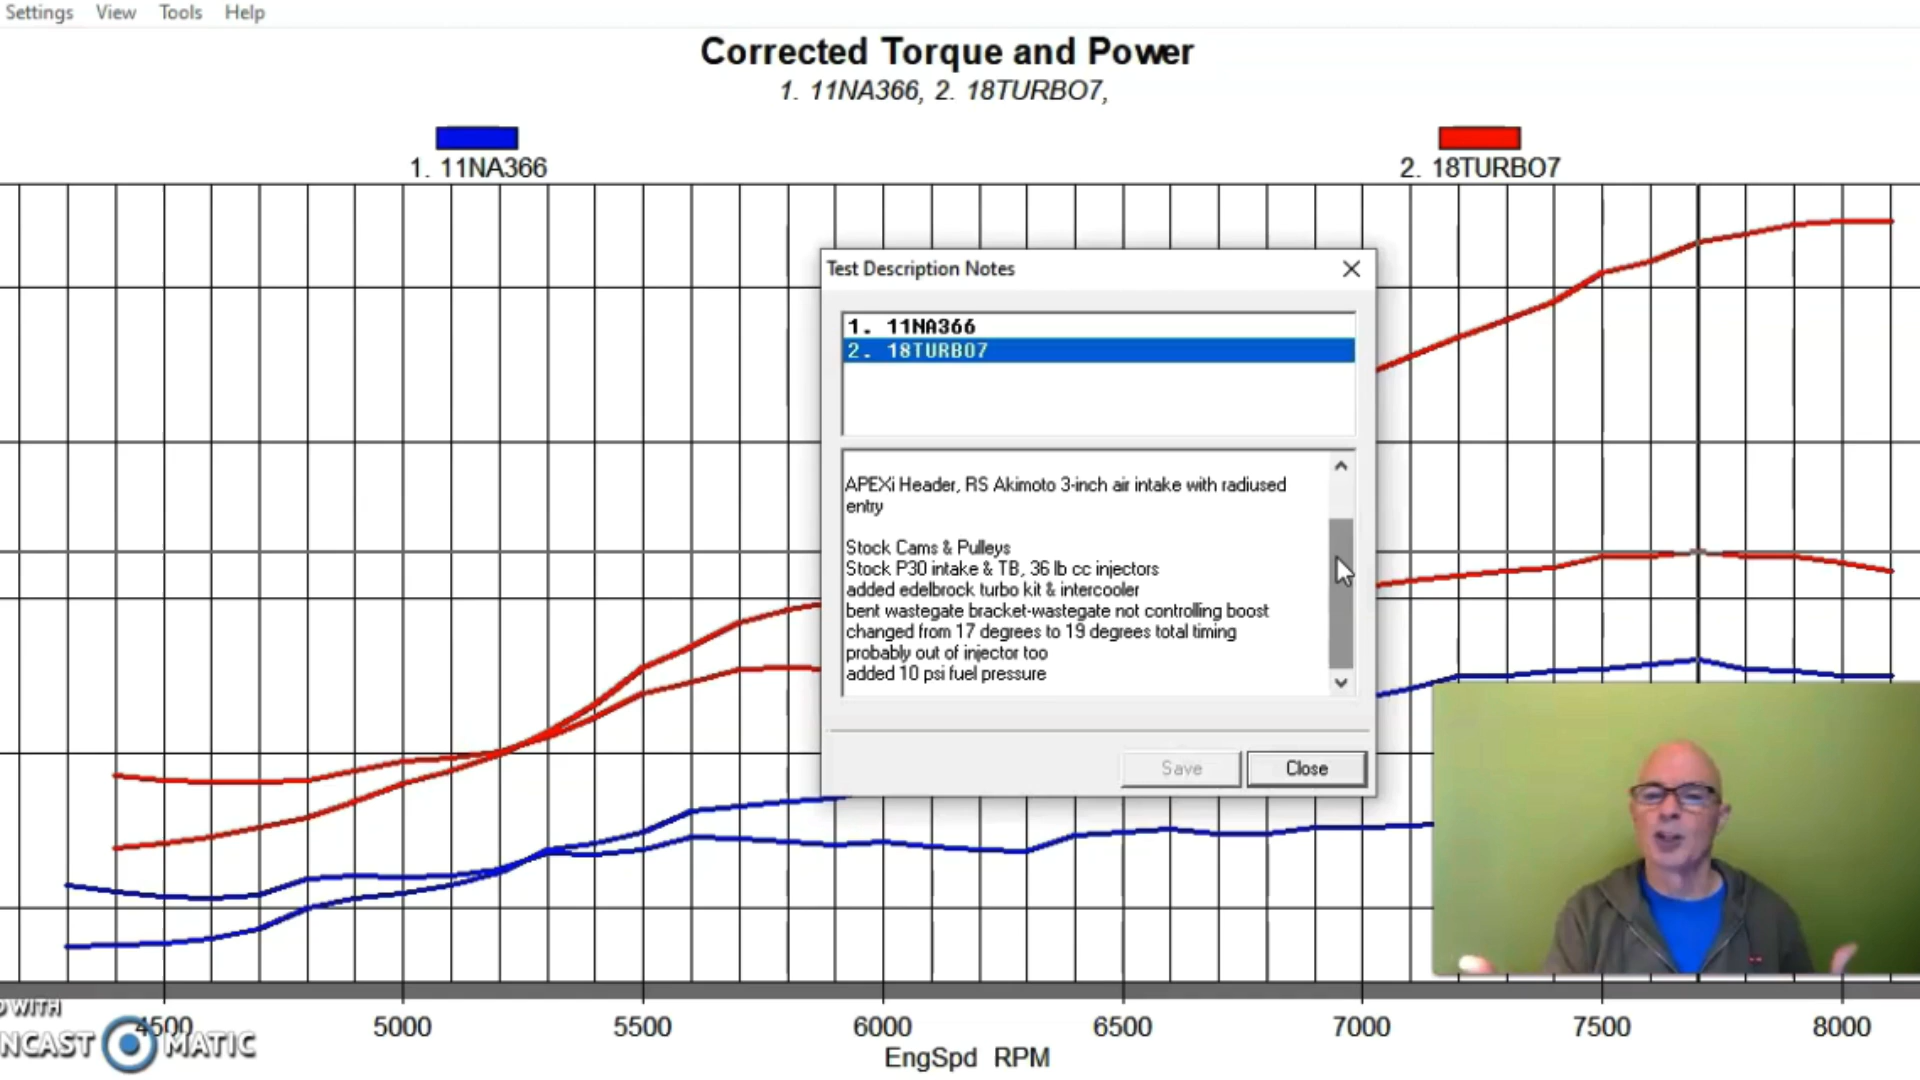 Settings View Tools Help
Corrected Torque and Power
1. 11NA366, 2. 18TURBO7,
1. 11NA366
2. 18TURBO7
Test Description Notes
1. 11NA366
2. 18TURBO7
APEXi Header, RS Akimoto 3-inch air intake with radiused
entry
Stock Cams & Pulleys
Stock P30 intake & TB, 36 lb cc injectors
added edelbrock turbo kit & intercooler
bent wastegate bracket-wastegate not controlling boost
changed from 17 degrees to 19 degrees total timing
probably out of injector too
added 10 psi fuel pressure
Save Close
4500 5000 5500 6000 6500 7000 7500 8000
EngSpd RPM
D WITH
NCAST MATIC